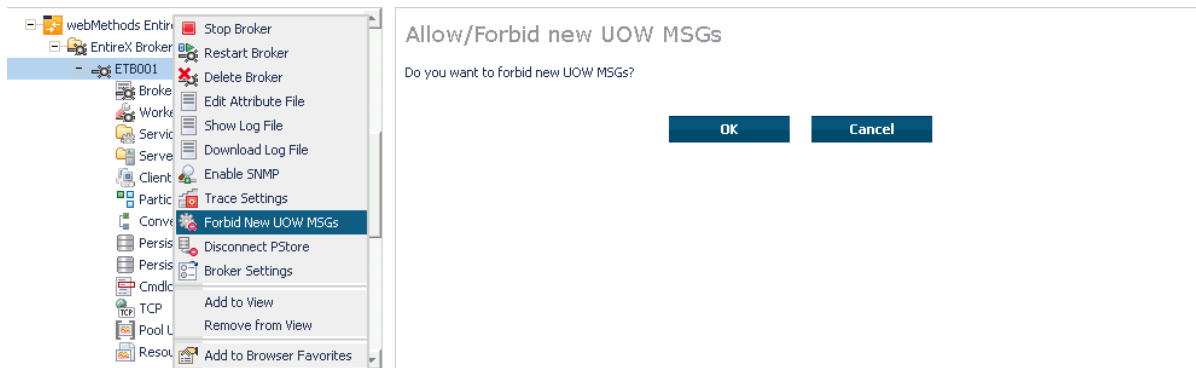 webMethods Entire
EntireX Broker
ETB001
Broke
Worke
Servic
Serve
Client
Partic
Conve
Persis
Persis
Cmdlo
TCP
Pool U
Resou
Stop Broker
Restart Broker
Delete Broker
Edit Attribute File
Show Log File
Download Log File
Enable SNMP
Trace Settings
Forbid New UOW MSGs
Disconnect PStore
Broker Settings
Add to View
Remove from View
Add to Browser Favorites
Allow/Forbid new UOW MSGs
Do you want to forbid new UOW MSGs?
OK
Cancel